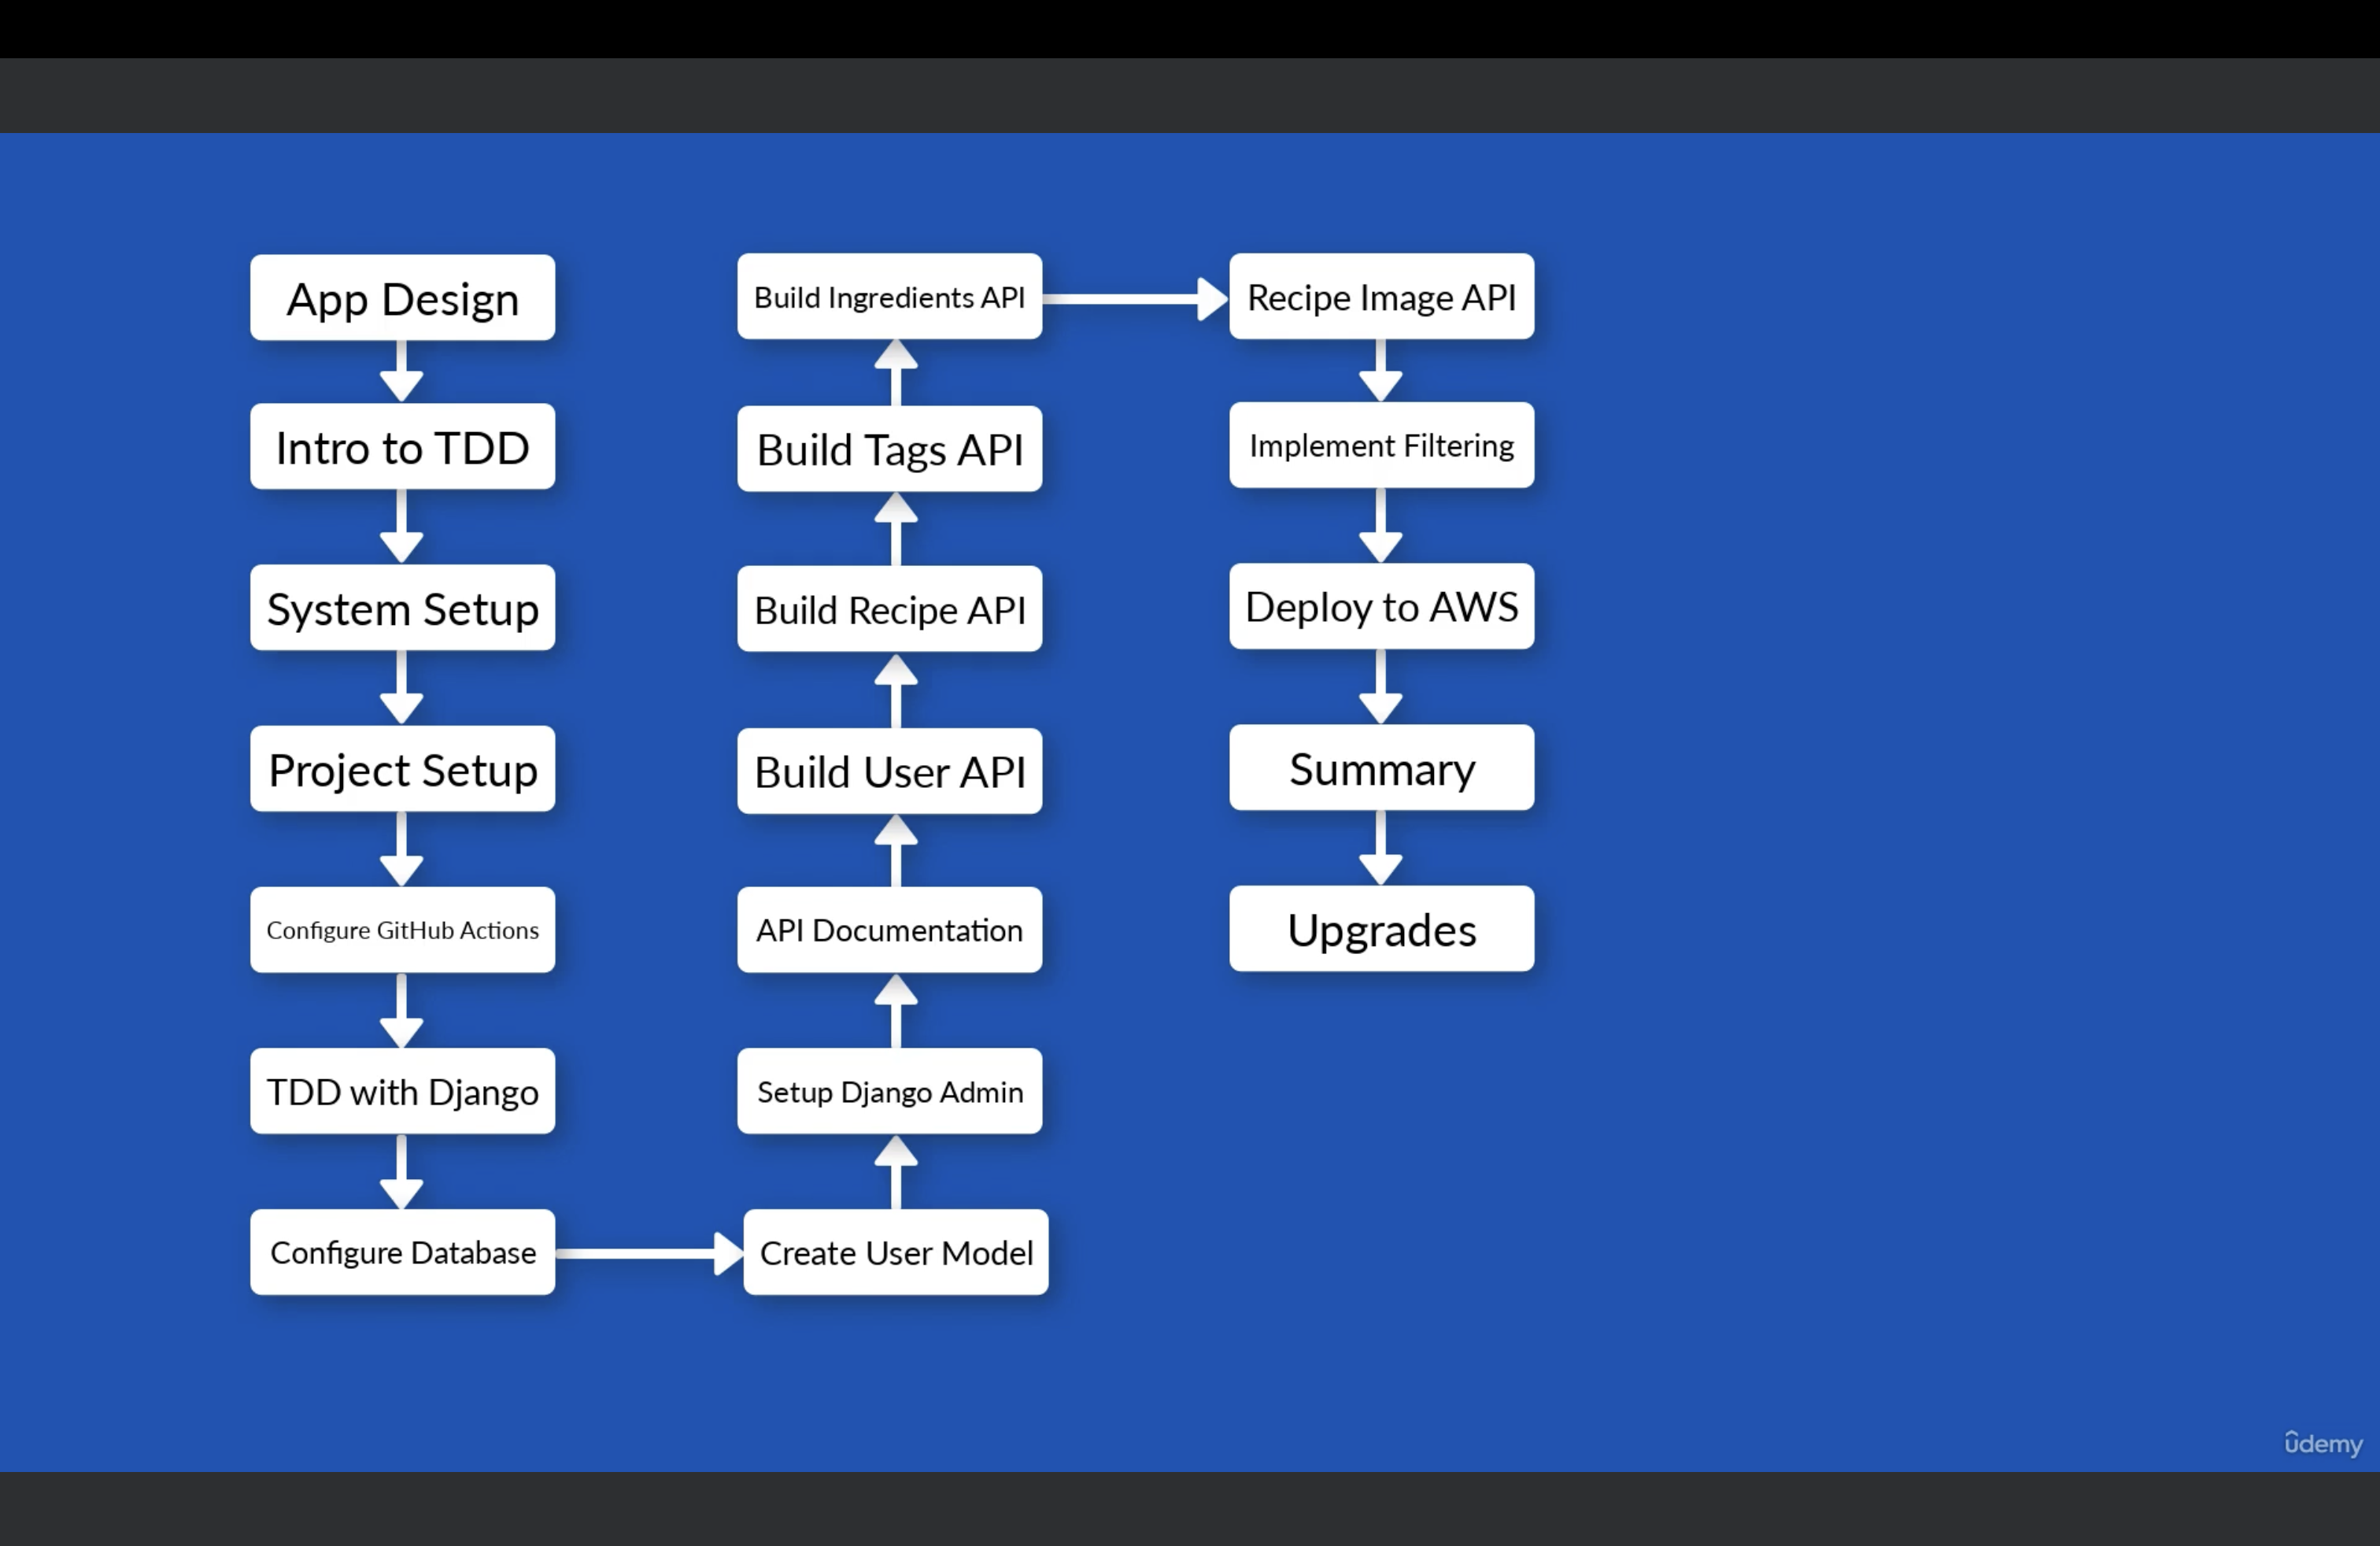 App Design
Intro to TDD
System Setup
Project Setup
Configure GitHub Actions
TDD with Django
Configure Database
Create User Model
Setup Django Admin
API Documentation
Build User API
Build Recipe API
Build Tags API
Build Ingredients API
Recipe Image API
Implement Filtering
Deploy to AWS
Summary
Upgrades
ûdemy